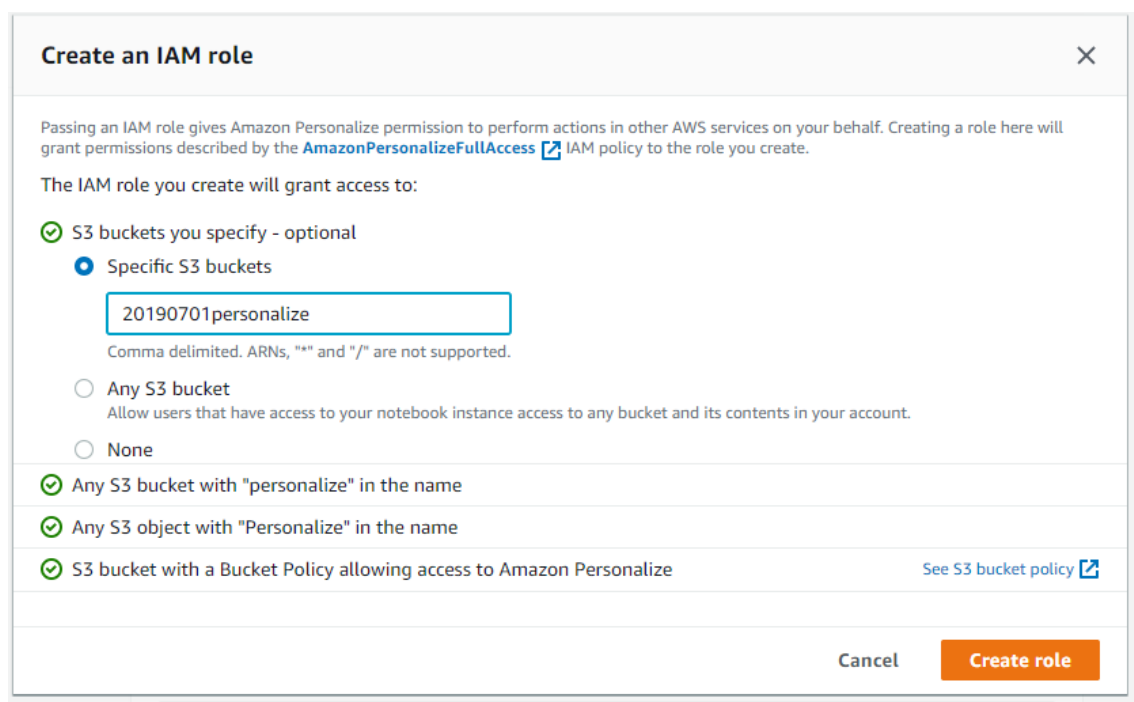 Create an IAM role
Passing an IAM role gives Amazon Personalize permission to perform actions in other AWS services on your behalf. Creating a role here will
grant permissions described by the AmazonPersonalizeFullAccess IAM policy to the role you create.
The IAM role you create will grant access to:
S3 buckets you specify - optional
Specific S3 buckets
20190701personalize
Comma delimited. ARNs, "*" and "/" are not supported.
Any S3 bucket
Allow users that have access to your notebook instance access to any bucket and its contents in your account.
None
Any S3 bucket with "personalize" in the name
Any S3 object with "Personalize" in the name
S3 bucket with a Bucket Policy allowing access to Amazon Personalize See S3 bucket policy
Cancel Create role